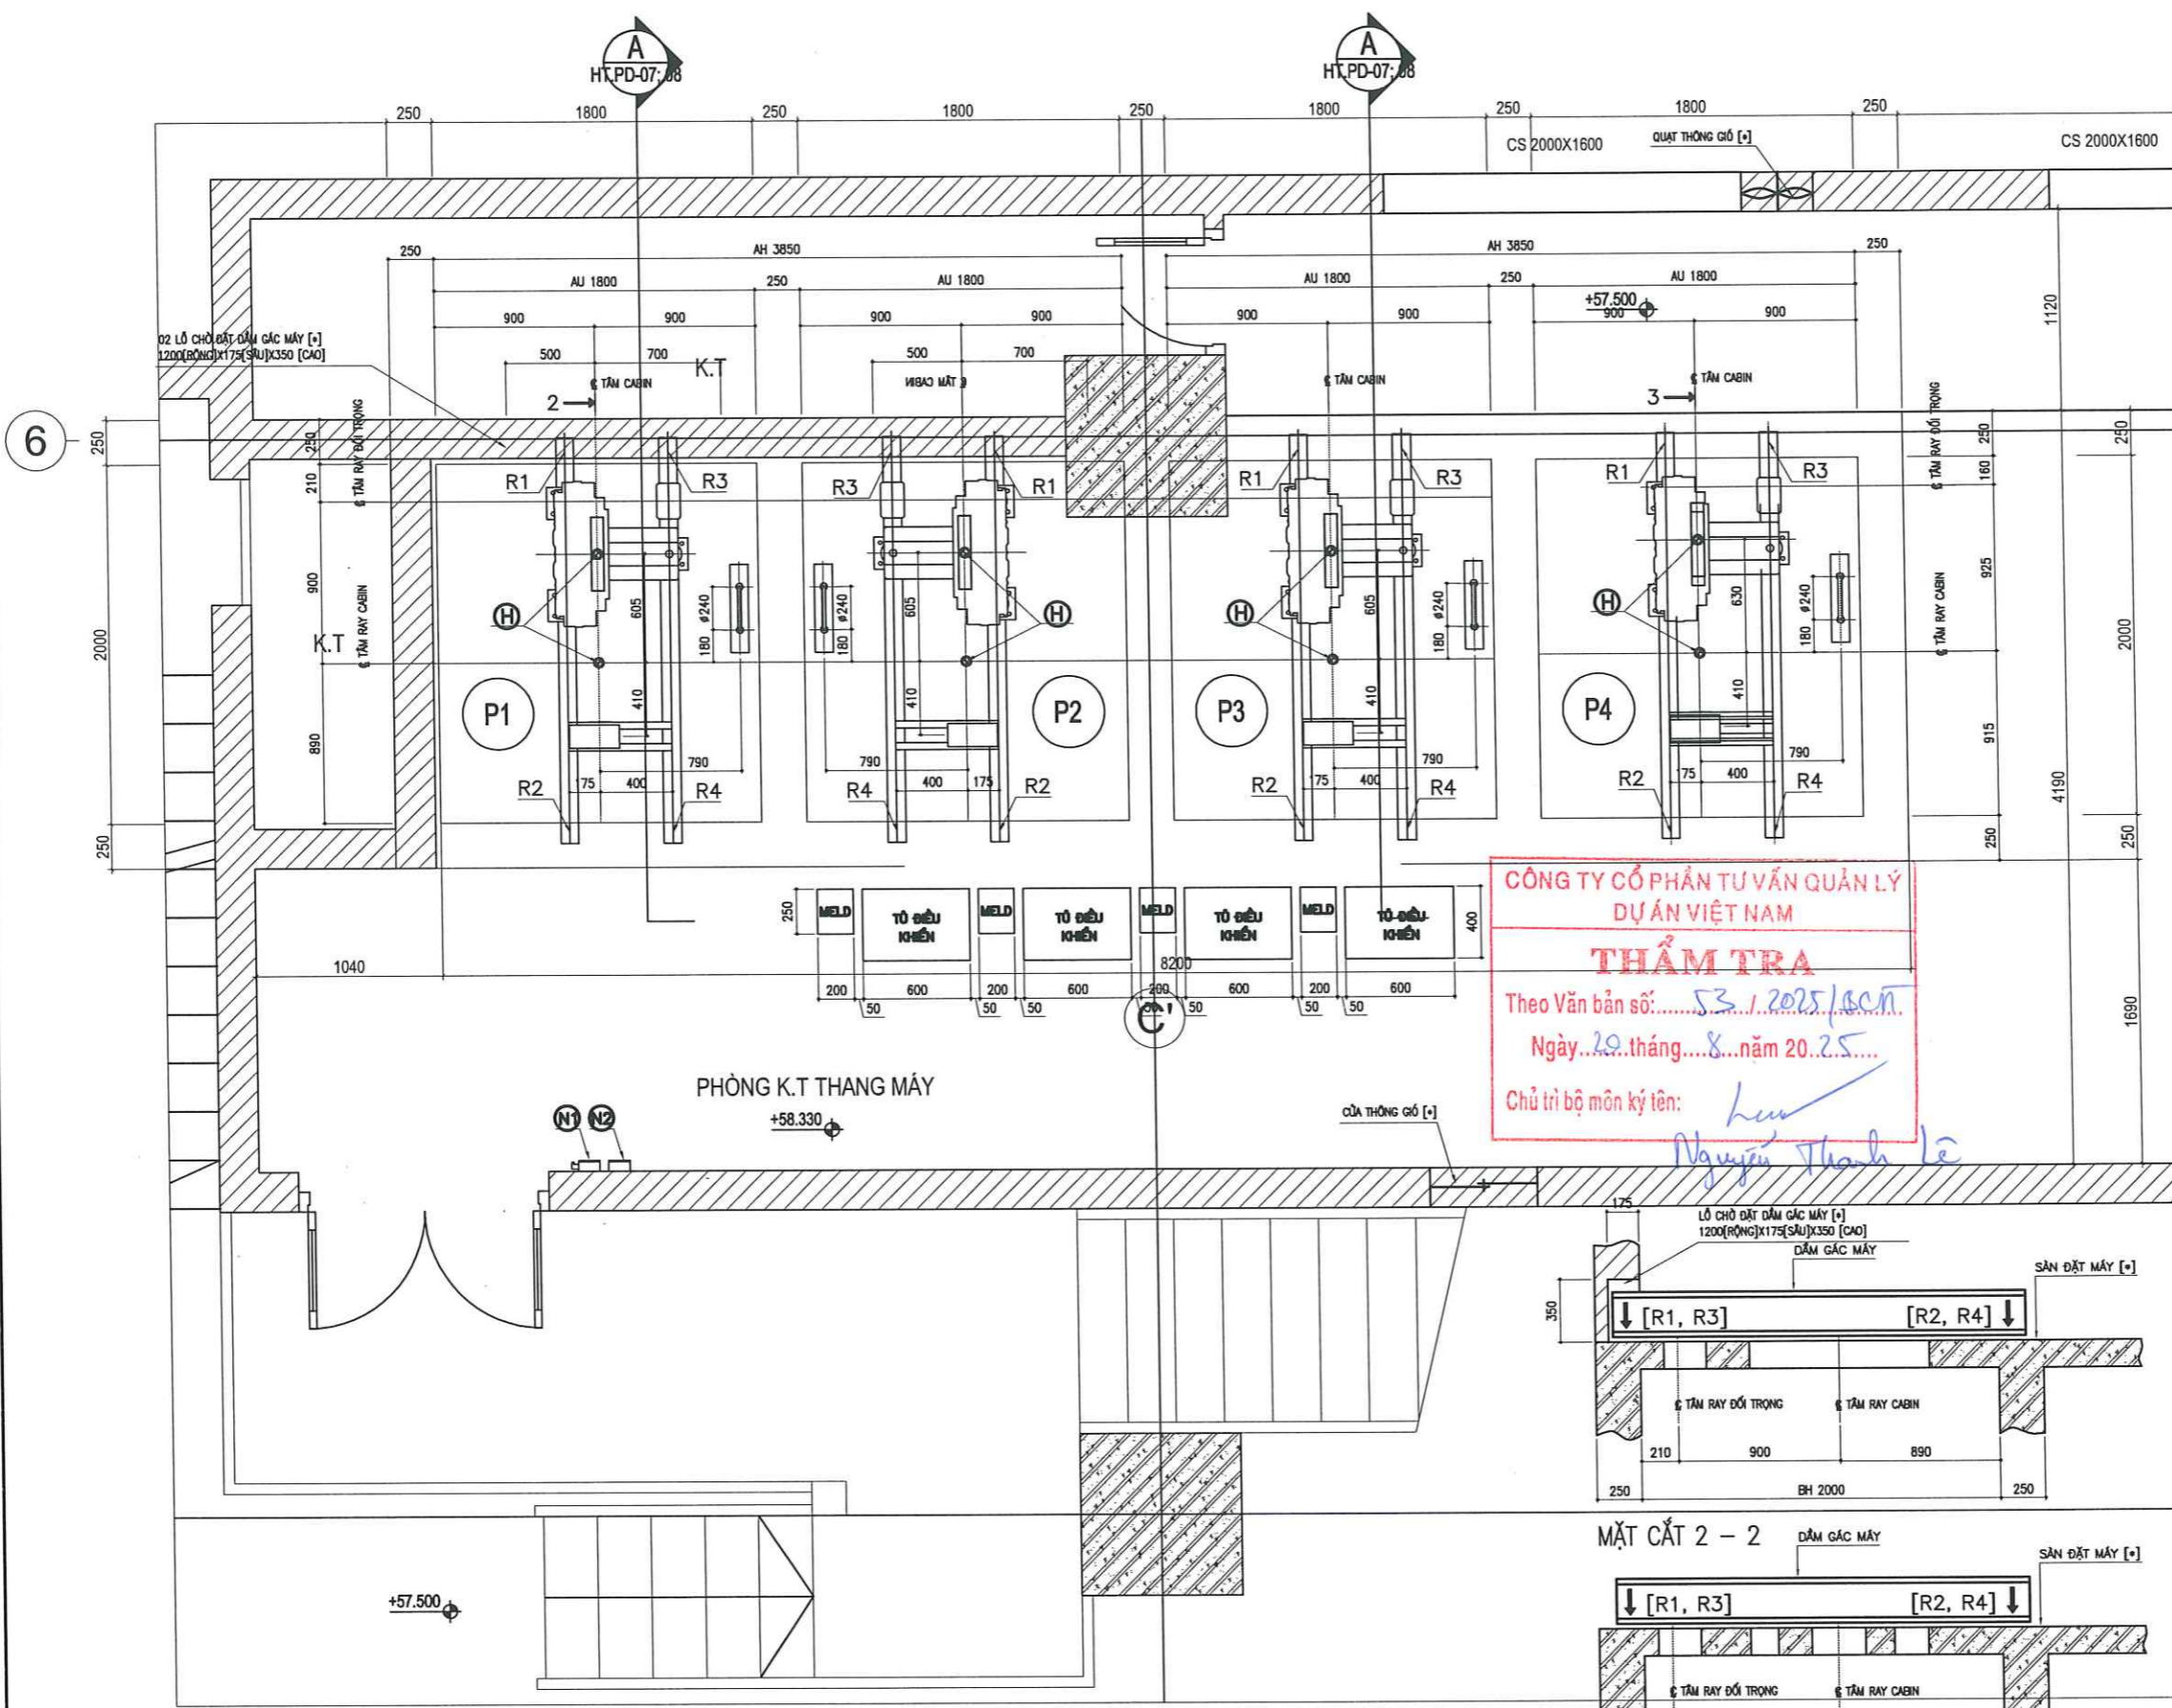 A
HT.PD-07; 08
A
HT.PD-07; 08
250 1800 250 1800 250 1800 250 1800 250
CS 2000X1600
QUẠT THÔNG GIÓ [*]
CS 2000X1600
250 AH 3850 AH 3850 250
AU 1800 250 AU 1800 AU 1800 250 AU 1800
+57.500
900 900 900 900 900 900 900 900
1120
02 LỖ CHỜ ĐẶT DẦM GÁC MÁY [*]
1200[RỘNG]X175[SÂU]X350 [CAO]
500 700 K.T 500 700
TÂM CABIN
TÂM CABIN
TÂM CABIN
TÂM CABIN
2
3
6
250
250
210
900
890
2000
250
TÂM RAY ĐỐI TRỌNG
TÂM RAY CABIN
K.T
R1 R3 R3 R1 R1 R3 R1 R3
H H H H
605 180 ø240
605 180 ø240
605 180 ø240
630 180 ø240
P1 P2 P3 P4
410 410 410 410
790 790 790 790
175 400 400 175 175 400 175 400
R2 R4 R4 R2 R2 R4 R2 R4
TÂM RAY ĐỐI TRỌNG
TÂM RAY CABIN
250
160
925
915
250
250
2000
250
4190
1690
250
MELD
TỦ ĐIỀU
KHIỂN
MELD
TỦ ĐIỀU
KHIỂN
MELD
TỦ ĐIỀU
KHIỂN
MELD
TỦ ĐIỀU
KHIỂN
400
1040 8200
200 600 200 600 200 600 200 600
50 50 50 50 50 50 50
C'
CÔNG TY CỔ PHẦN TƯ VẤN QUẢN LÝ
DỰ ÁN VIỆT NAM
THẨM TRA
Theo Văn bản số: 53 / 2025/BCTT
Ngày 29 tháng 8 năm 2025
Chủ trì bộ môn ký tên:
Nguyễn Thanh Lê
PHÒNG K.T THANG MÁY
+58.330
N1 N2
CỬA THÔNG GIÓ [*]
175
LỖ CHỜ ĐẶT DẦM GÁC MÁY [*]
1200[RỘNG]X175[SÂU]X350 [CAO]
DẦM GÁC MÁY
SÀN ĐẶT MÁY [*]
350
[R1, R3] [R2, R4]
TÂM RAY ĐỐI TRỌNG TÂM RAY CABIN
210 900 890
250 BH 2000 250
MẶT CẮT 2 - 2
DẦM GÁC MÁY
SÀN ĐẶT MÁY [*]
[R1, R3] [R2, R4]
TÂM RAY ĐỐI TRỌNG TÂM RAY CABIN
+57.500